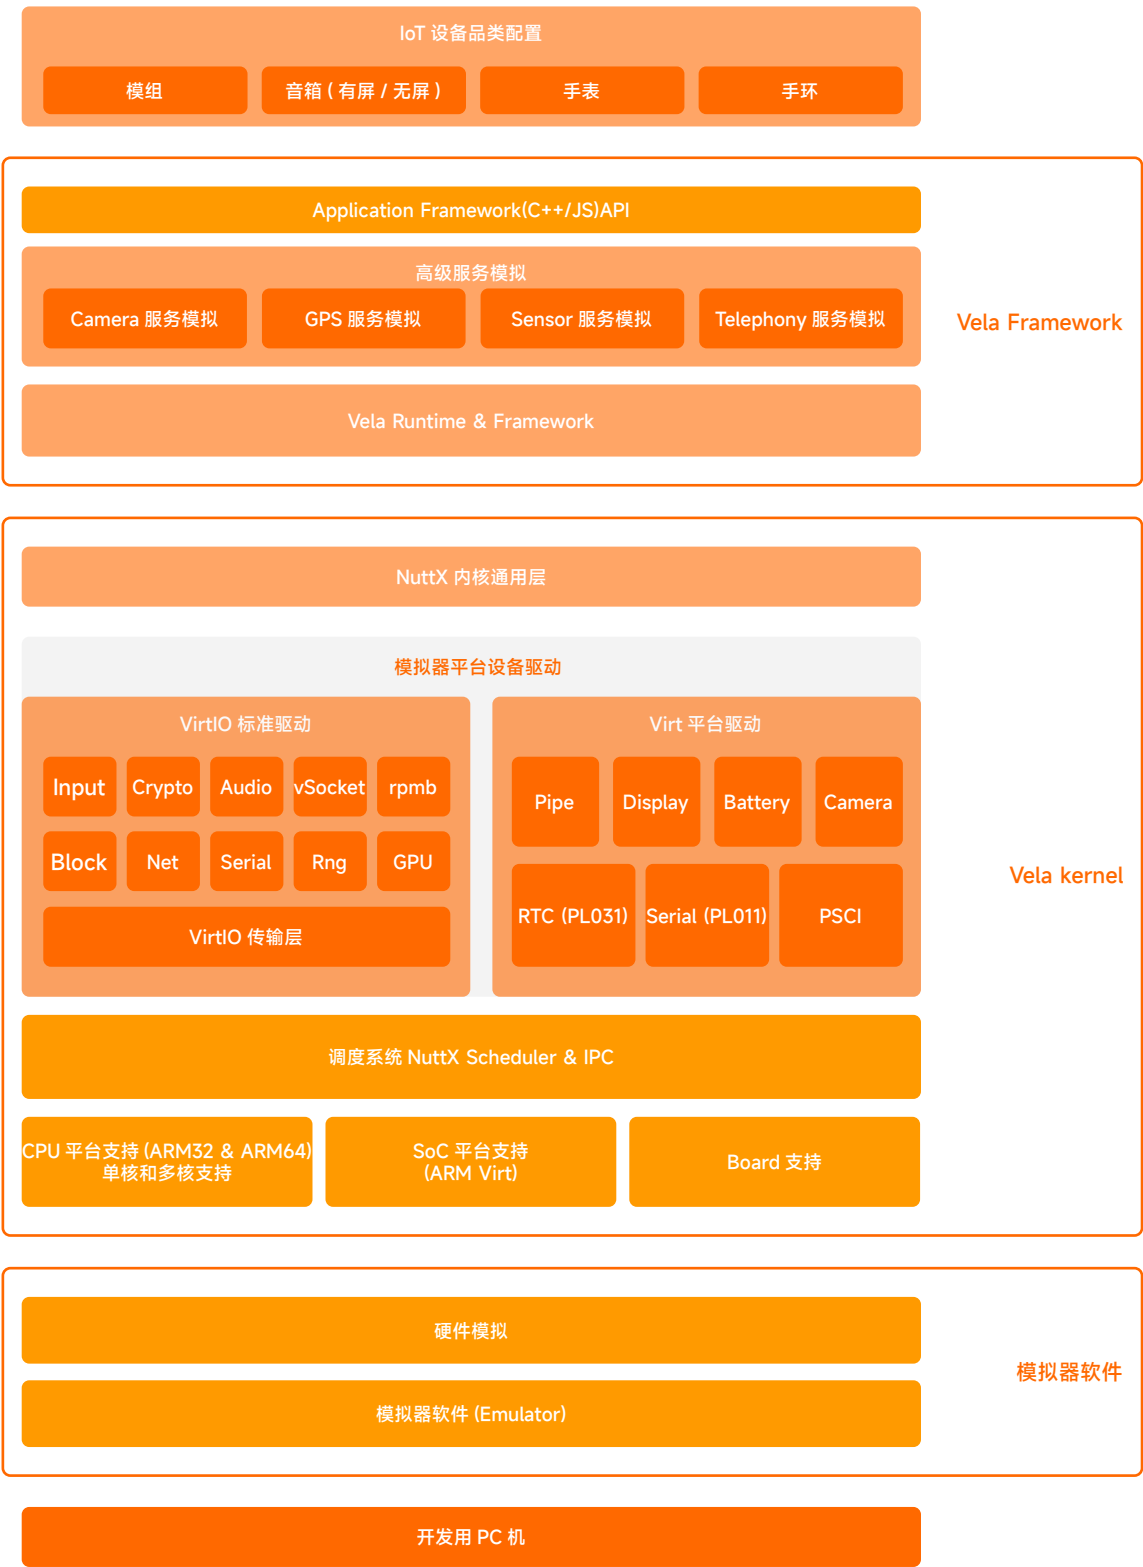 IoT 设备品类配置
模组
音箱 ( 有屏 / 无屏 )
手表
手环
Application Framework(C++/JS)API
高级服务模拟
Camera 服务模拟
GPS 服务模拟
Sensor 服务模拟
Telephony 服务模拟
Vela Runtime & Framework
Vela Framework
NuttX 内核通用层
模拟器平台设备驱动
VirtIO 标准驱动
Input
Crypto
Audio
vSocket
rpmb
Block
Net
Serial
Rng
GPU
VirtIO 传输层
Virt 平台驱动
Pipe
Display
Battery
Camera
RTC (PL031)
Serial (PL011)
PSCI
调度系统 NuttX Scheduler & IPC
CPU 平台支持 (ARM32 & ARM64)
单核和多核支持
SoC 平台支持
(ARM Virt)
Board 支持
Vela kernel
硬件模拟
模拟器软件 (Emulator)
模拟器软件
开发用 PC 机